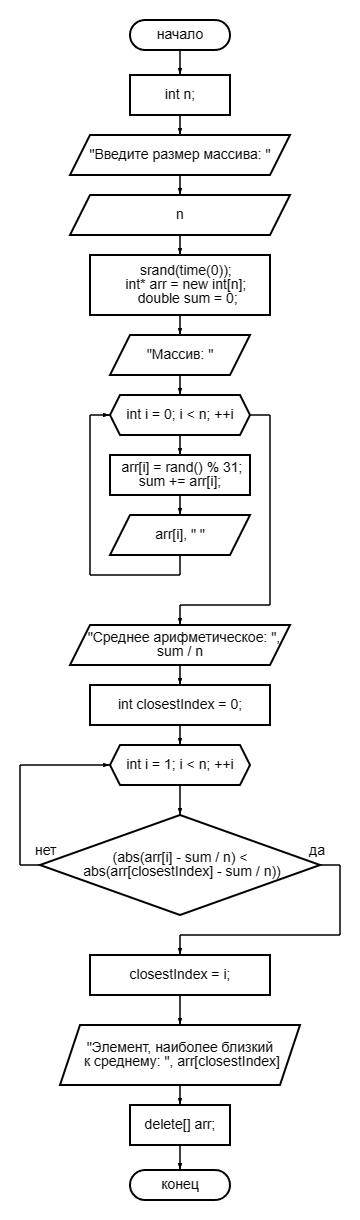 начало
int n;
"Введите размер массива: "
n
srand(time(0));
int* arr = new int[n];
double sum = 0;
"Массив: "
int i = 0; i < n; ++i
arr[i] = rand() % 31;
sum += arr[i];
arr[i], " "
"Среднее арифметическое: ",
sum / n
int closestIndex = 0;
int i = 1; i < n; ++i
нет
да
(abs(arr[i] - sum / n) <
abs(arr[closestIndex] - sum / n))
closestIndex = i;
"Элемент, наиболее близкий
к среднему: ", arr[closestIndex]
delete[] arr;
конец